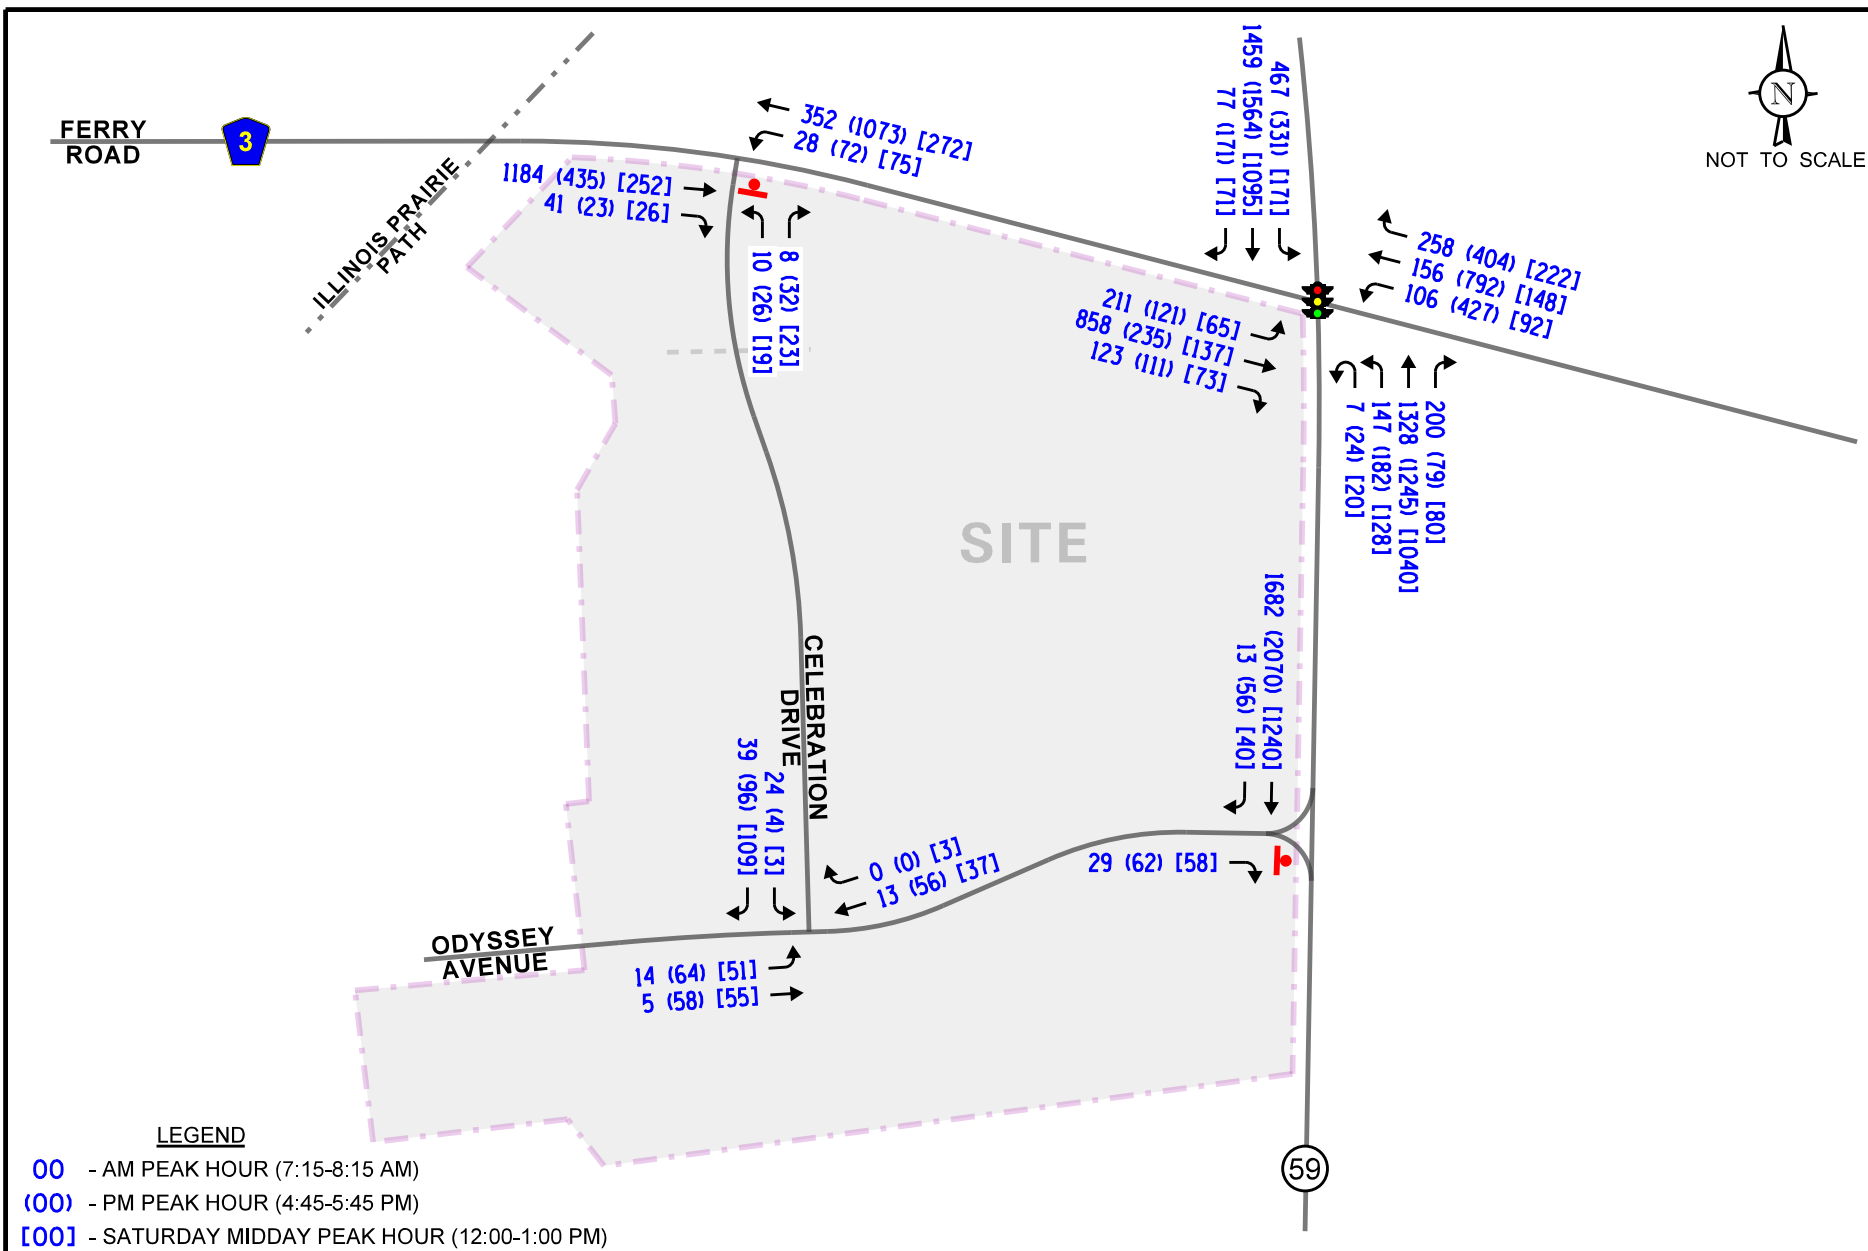 FERRY
ROAD
3
ILLINOIS PRAIRIE
PATH
352 (1073) [272]
28 (72) [75]
1184 (435) [252]
41 (23) [26]
10 (26) [19]
8 (32) [23]
77 (171) [71]
1459 (1564) [1095]
467 (331) [171]
N
NOT TO SCALE
258 (404) [222]
156 (792) [148]
106 (427) [92]
211 (121) [65]
858 (235) [137]
123 (111) [73]
7 (24) [20]
147 (182) [128]
1328 (1245) [1040]
200 (79) [80]
SITE
1682 (2070) [1240]
13 (56) [40]
CELEBRATION
DRIVE
39 (96) [109]
24 (4) [3]
0 (0) [3]
13 (56) [37]
29 (62) [58]
ODYSSEY
AVENUE
14 (64) [51]
5 (58) [55]
59
LEGEND
00 - AM PEAK HOUR (7:15-8:15 AM)
(00) - PM PEAK HOUR (4:45-5:45 PM)
[00] - SATURDAY MIDDAY PEAK HOUR (12:00-1:00 PM)